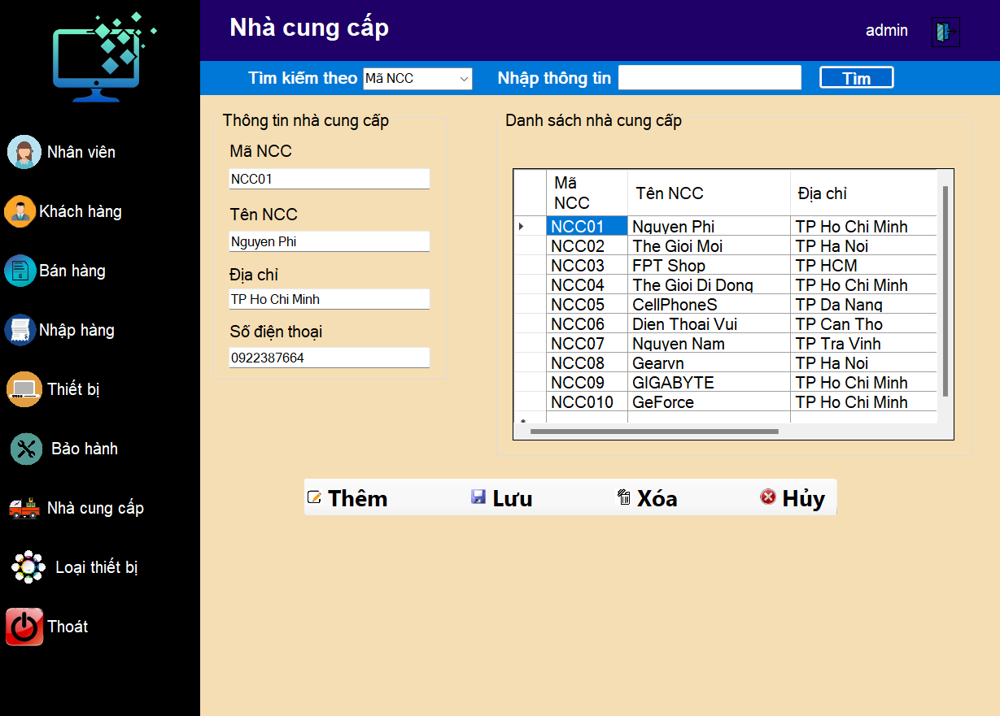 Nhà cung cấp
admin
Tìm kiếm theo Mã NCC Nhập thông tin Tìm
Nhân viên
Khách hàng
Bán hàng
Nhập hàng
Thiết bị
Bảo hành
Nhà cung cấp
Loại thiết bị
Thoát
Thông tin nhà cung cấp
Mã NCC
NCC01
Tên NCC
Nguyen Phi
Địa chỉ
TP Ho Chi Minh
Số điện thoại
0922387664
Danh sách nhà cung cấp
Mã
NCC Tên NCC Địa chỉ
NCC01 Nguyen Phi TP Ho Chi Minh
NCC02 The Gioi Moi TP Ha Noi
NCC03 FPT Shop TP HCM
NCC04 The Gioi Di Dong TP Ho Chi Minh
NCC05 CellPhoneS TP Da Nang
NCC06 Dien Thoai Vui TP Can Tho
NCC07 Nguyen Nam TP Tra Vinh
NCC08 Gearvn TP Ha Noi
NCC09 GIGABYTE TP Ho Chi Minh
NCC010 GeForce TP Ho Chi Minh
Thêm Lưu Xóa Hủy